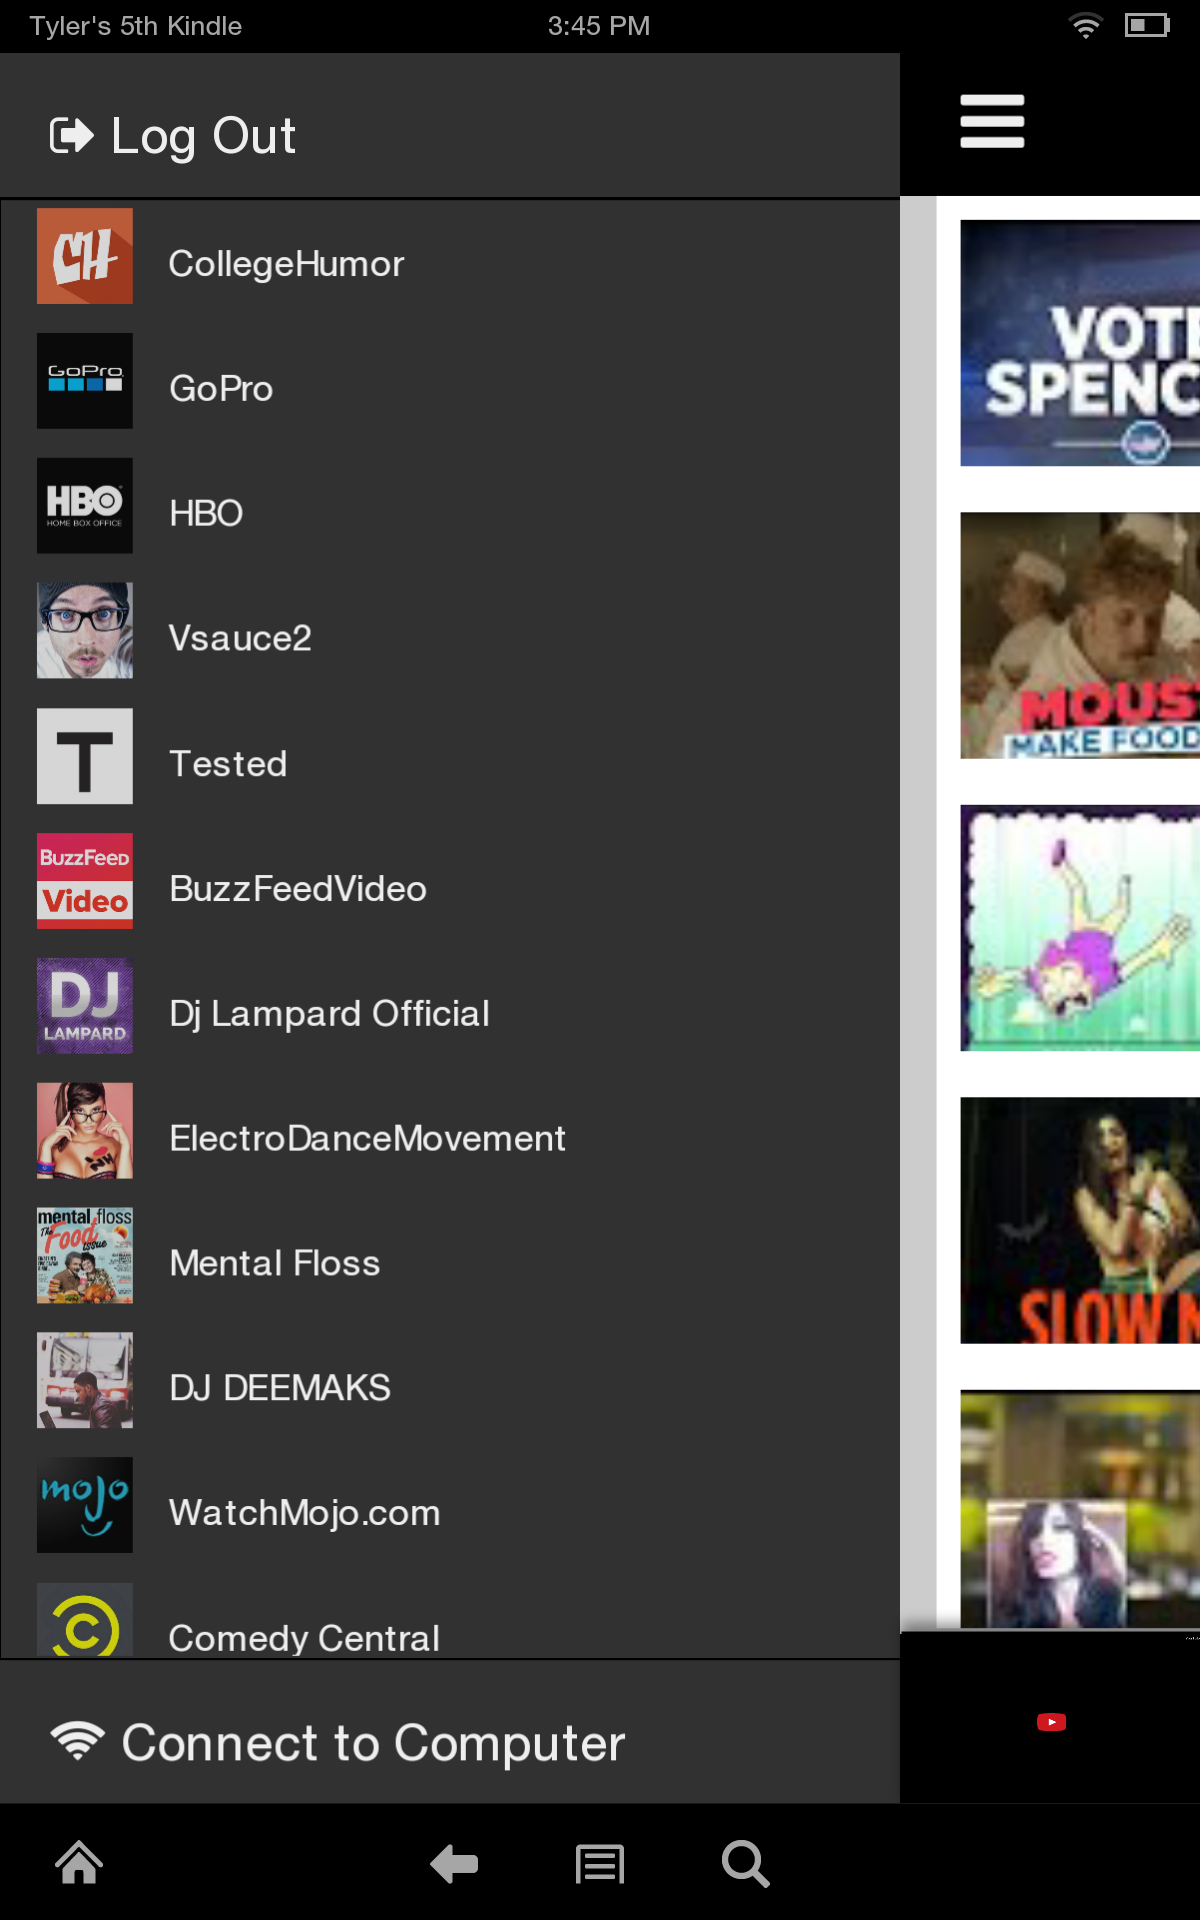 Tyler's 5th Kindle
3:45 PM
Log Out
CH
CollegeHumor
GoPro
GoPro
HBO
HOME BOX OFFICE
HBO
Vsauce2
T
Tested
BuzzFeed
Video
BuzzFeedVideo
DJ
LAMPARD
Dj Lampard Official
ElectroDanceMovement
mental floss
The
Food
issue
Mental Floss
DJ DEEMAKS
mojo
WatchMojo.com
C
Comedy Central
Connect to Computer
VOTE
SPENC
MOUS
MAKE FOOD
SLOW